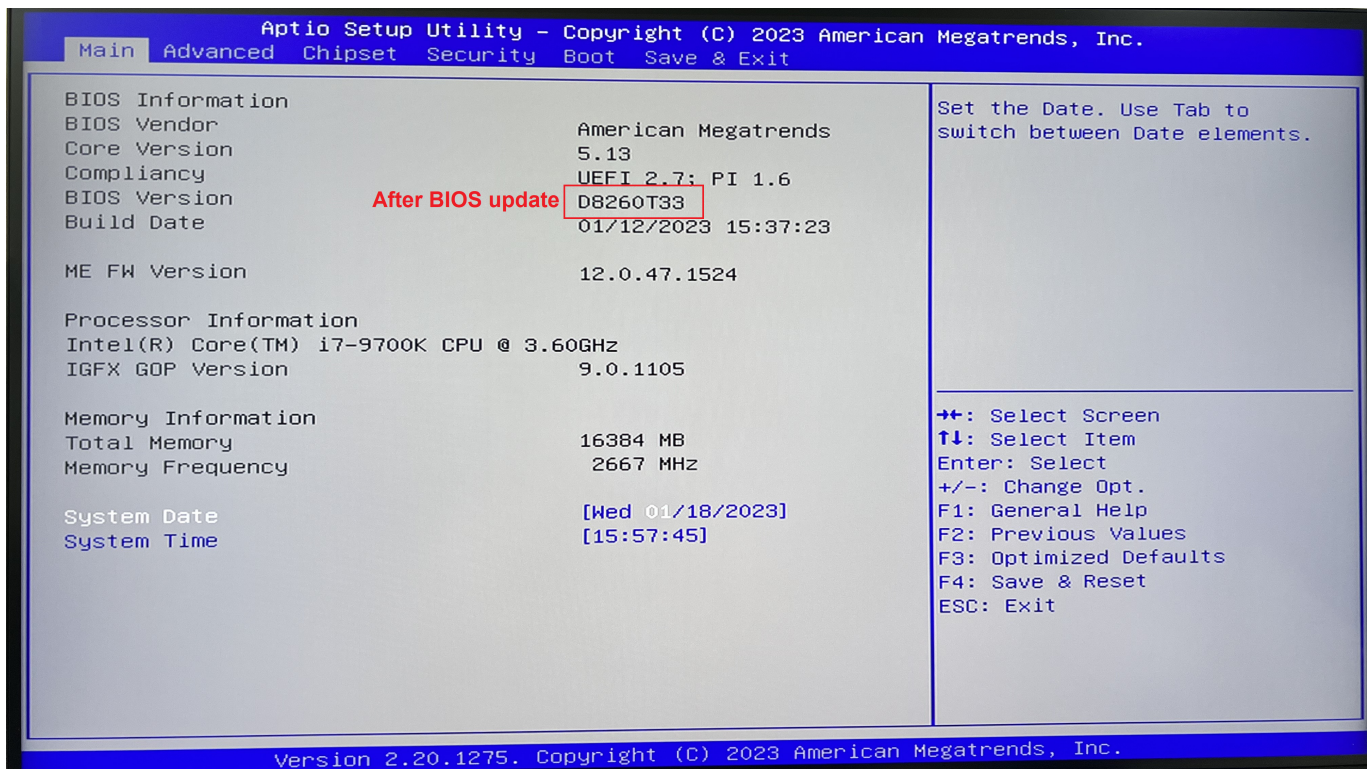 Aptio Setup Utility – Copyright (C) 2023 American Megatrends, Inc.
Main Advanced Chipset Security Boot Save & Exit
BIOS Information
BIOS Vendor American Megatrends
Core Version 5.13
Compliancy UEFI 2.7; PI 1.6
BIOS Version After BIOS update D8260T33
Build Date 01/12/2023 15:37:23
ME FW Version 12.0.47.1524
Processor Information
Intel(R) Core(TM) i7-9700K CPU @ 3.60GHz
IGFX GOP Version 9.0.1105
Memory Information
Total Memory 16384 MB
Memory Frequency 2667 MHz
System Date [Wed 01/18/2023]
System Time [15:57:45]
Set the Date. Use Tab to
switch between Date elements.
→←: Select Screen
↑↓: Select Item
Enter: Select
+/-: Change Opt.
F1: General Help
F2: Previous Values
F3: Optimized Defaults
F4: Save & Reset
ESC: Exit
Version 2.20.1275. Copyright (C) 2023 American Megatrends, Inc.